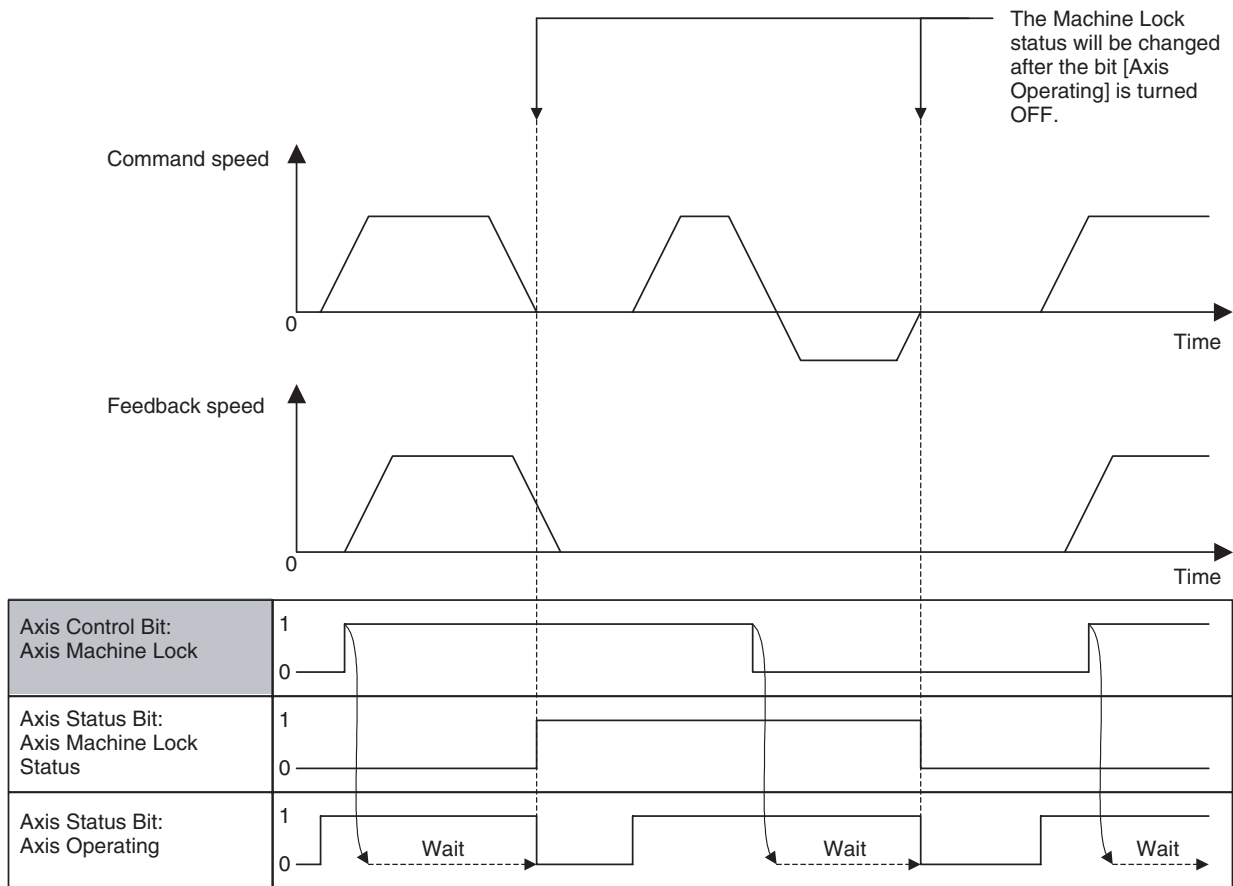 The Machine Lock
status will be changed
after the bit [Axis
Operating] is turned
OFF.
Command speed
0
Time
Feedback speed
0
Time
Axis Control Bit:
Axis Machine Lock
1
0
Axis Status Bit:
Axis Machine Lock
Status
1
0
Axis Status Bit:
Axis Operating
1
0
Wait
Wait
Wait